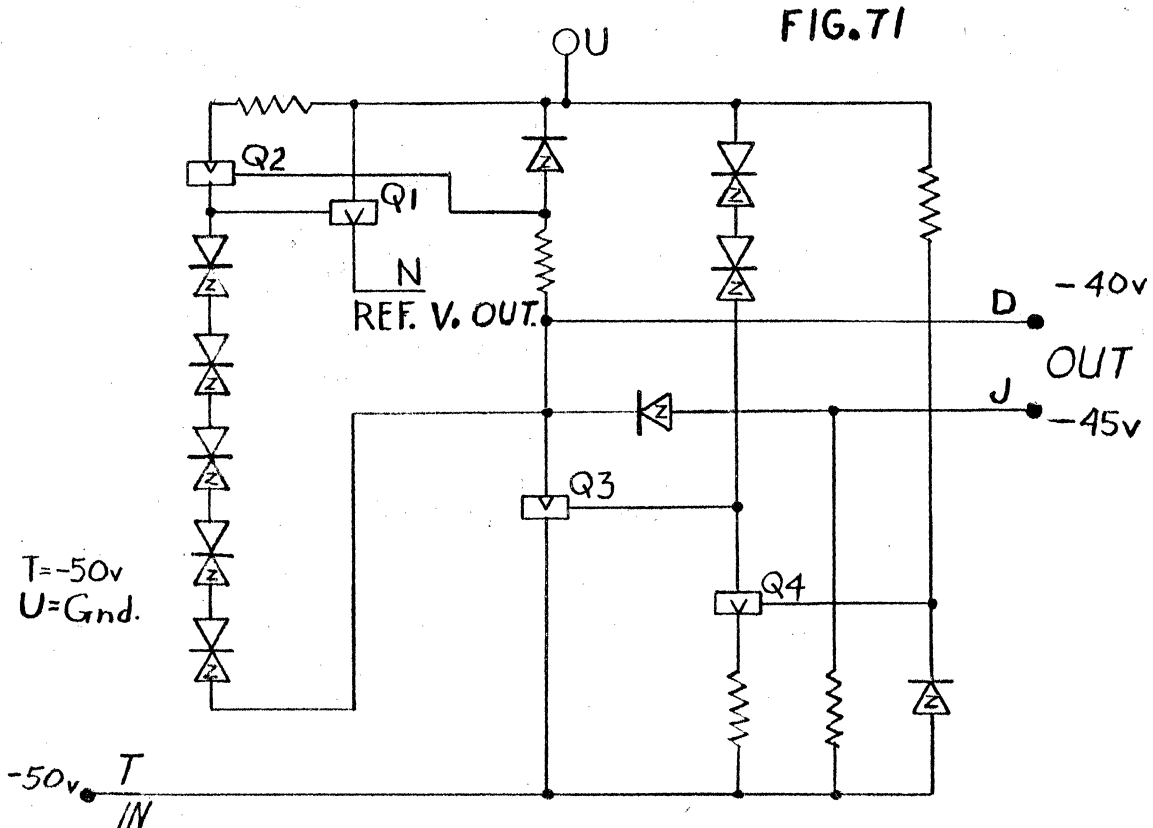 FIG. 71
U
Q2
Q1
N
REF. V. OUT.
D
-40v
OUT
J
-45v
Q3
Q4
T=-50v
U=Gnd.
-50v
T
IN
Z
Z
Z
Z
Z
Z
Z
Z
Z
Z